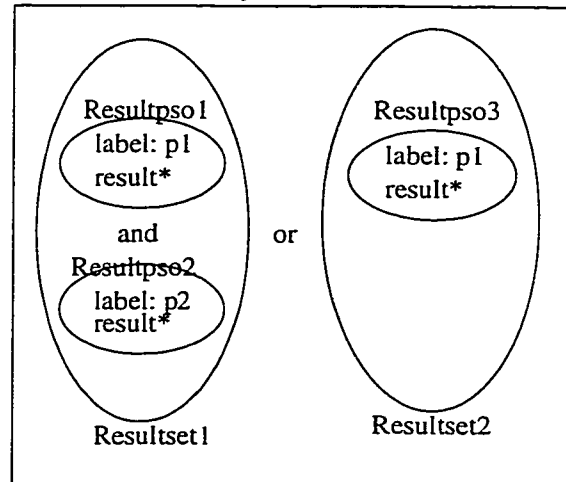 Resultpso1
label: p1
result*
and
Resultpso2
label: p2
result*
Resultset1
or
Resultpso3
label: p1
result*
Resultset2